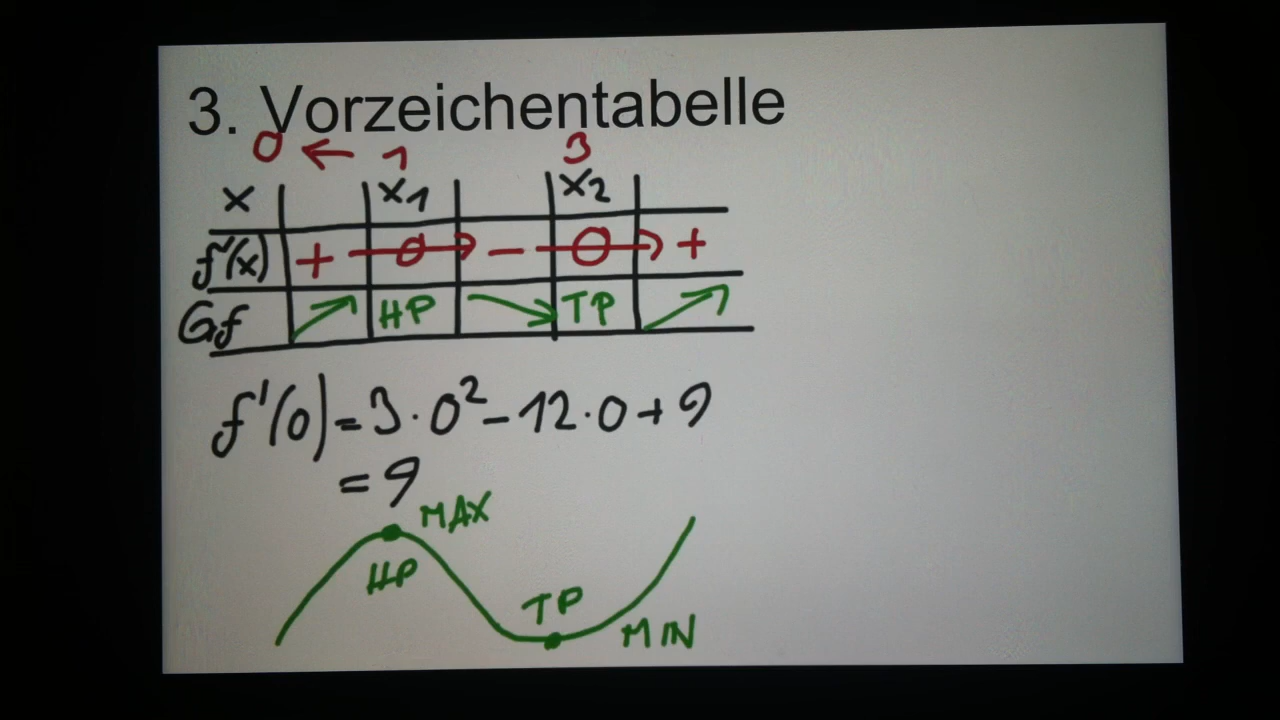 3. Vorzeichentabelle
0 ← 1 3
x x₁ x₂
f'(x) + 0 → − 0 → +
Gf ↗ HP ↘ TP ↗
f'(0) = 3·0² − 12·0 + 9
= 9
MAX
HP
TP
MIN